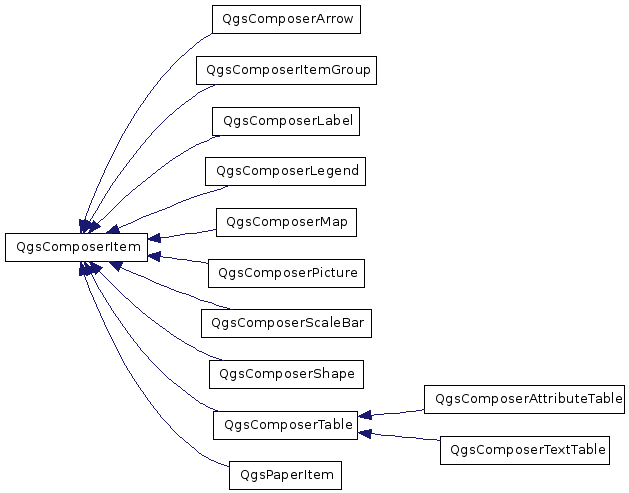 QgsComposerArrow
QgsComposerItemGroup
QgsComposerLabel
QgsComposerLegend
QgsComposerMap
QgsComposerItem
QgsComposerPicture
QgsComposerScaleBar
QgsComposerShape
QgsComposerAttributeTable
QgsComposerTable
QgsComposerTextTable
QgsPaperItem